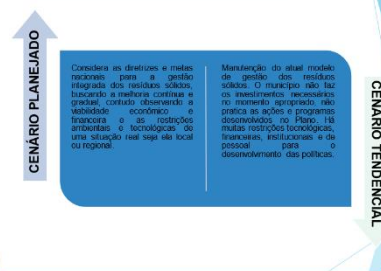 CENÁRIO PLANEJADO
Considera as diretrizes e metas
nacionais para a gestão
integrada dos resíduos sólidos,
buscando a melhoria contínua e
gradual, contudo observando a
viabilidade econômico e
financeira e as restrições
ambientais e tecnológicas de
uma situação real seja ela local
ou regional.
Manutenção do atual modelo
de gestão dos resíduos
sólidos. O município não faz
os investimentos necessários
no momento apropriado, não
pratica as ações e programas
desenvolvidos no Plano. Há
muitas restrições tecnológicas,
financeiras, institucionais e de
pessoal para o
desenvolvimento das políticas.
CENÁRIO TENDENCIAL